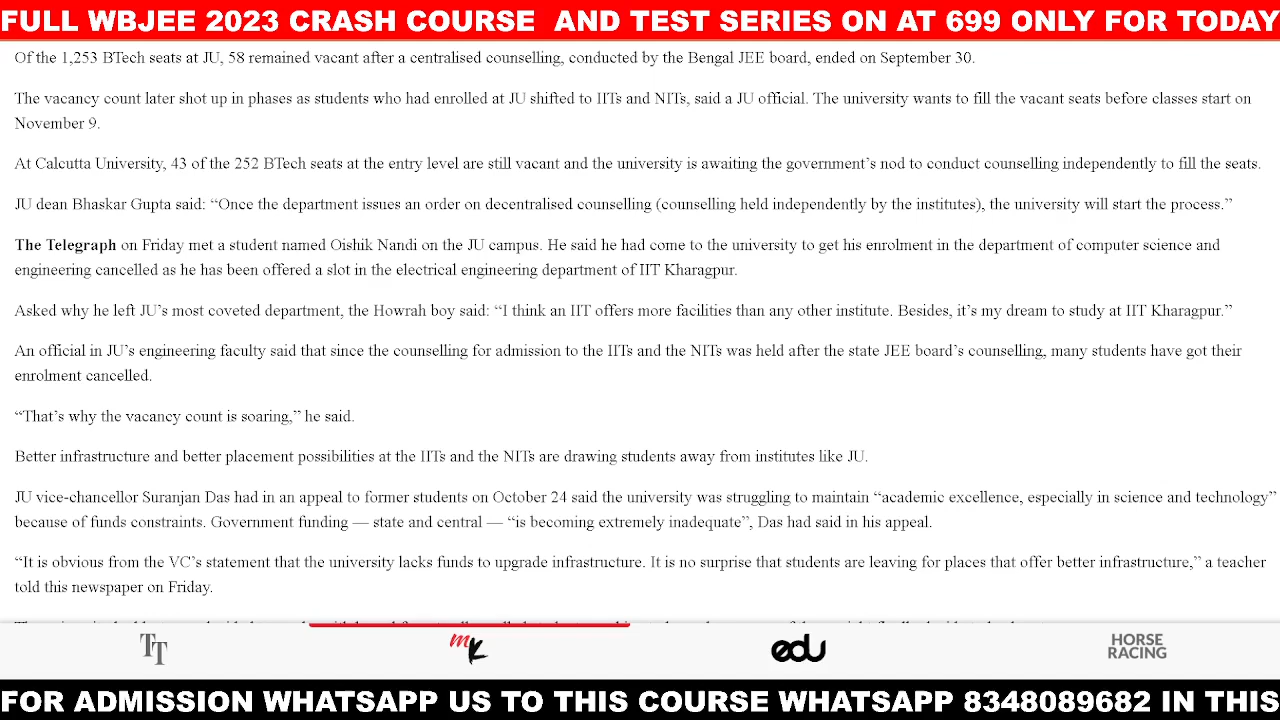 FULL WBJEE 2023 CRASH COURSE AND TEST SERIES ON AT 699 ONLY FOR TODAY
Of the 1,253 BTech seats at JU, 58 remained vacant after a centralised counselling, conducted by the Bengal JEE board, ended on September 30.
The vacancy count later shot up in phases as students who had enrolled at JU shifted to IITs and NITs, said a JU official. The university wants to fill the vacant seats before classes start on
November 9.
At Calcutta University, 43 of the 252 BTech seats at the entry level are still vacant and the university is awaiting the government’s nod to conduct counselling independently to fill the seats.
JU dean Bhaskar Gupta said: “Once the department issues an order on decentralised counselling (counselling held independently by the institutes), the university will start the process.”
The Telegraph on Friday met a student named Oishik Nandi on the JU campus. He said he had come to the university to get his enrolment in the department of computer science and
engineering cancelled as he has been offered a slot in the electrical engineering department of IIT Kharagpur.
Asked why he left JU’s most coveted department, the Howrah boy said: “I think an IIT offers more facilities than any other institute. Besides, it’s my dream to study at IIT Kharagpur.”
An official in JU’s engineering faculty said that since the counselling for admission to the IITs and the NITs was held after the state JEE board’s counselling, many students have got their
enrolment cancelled.
“That’s why the vacancy count is soaring,” he said.
Better infrastructure and better placement possibilities at the IITs and the NITs are drawing students away from institutes like JU.
JU vice-chancellor Suranjan Das had in an appeal to former students on October 24 said the university was struggling to maintain “academic excellence, especially in science and technology”
because of funds constraints. Government funding — state and central — “is becoming extremely inadequate”, Das had said in his appeal.
“It is obvious from the VC’s statement that the university lacks funds to upgrade infrastructure. It is no surprise that students are leaving for places that offer better infrastructure,” a teacher
told this newspaper on Friday.
TT
mK
edu
HORSE
RACING
FOR ADMISSION WHATSAPP US TO THIS COURSE WHATSAPP 8348089682 IN THIS